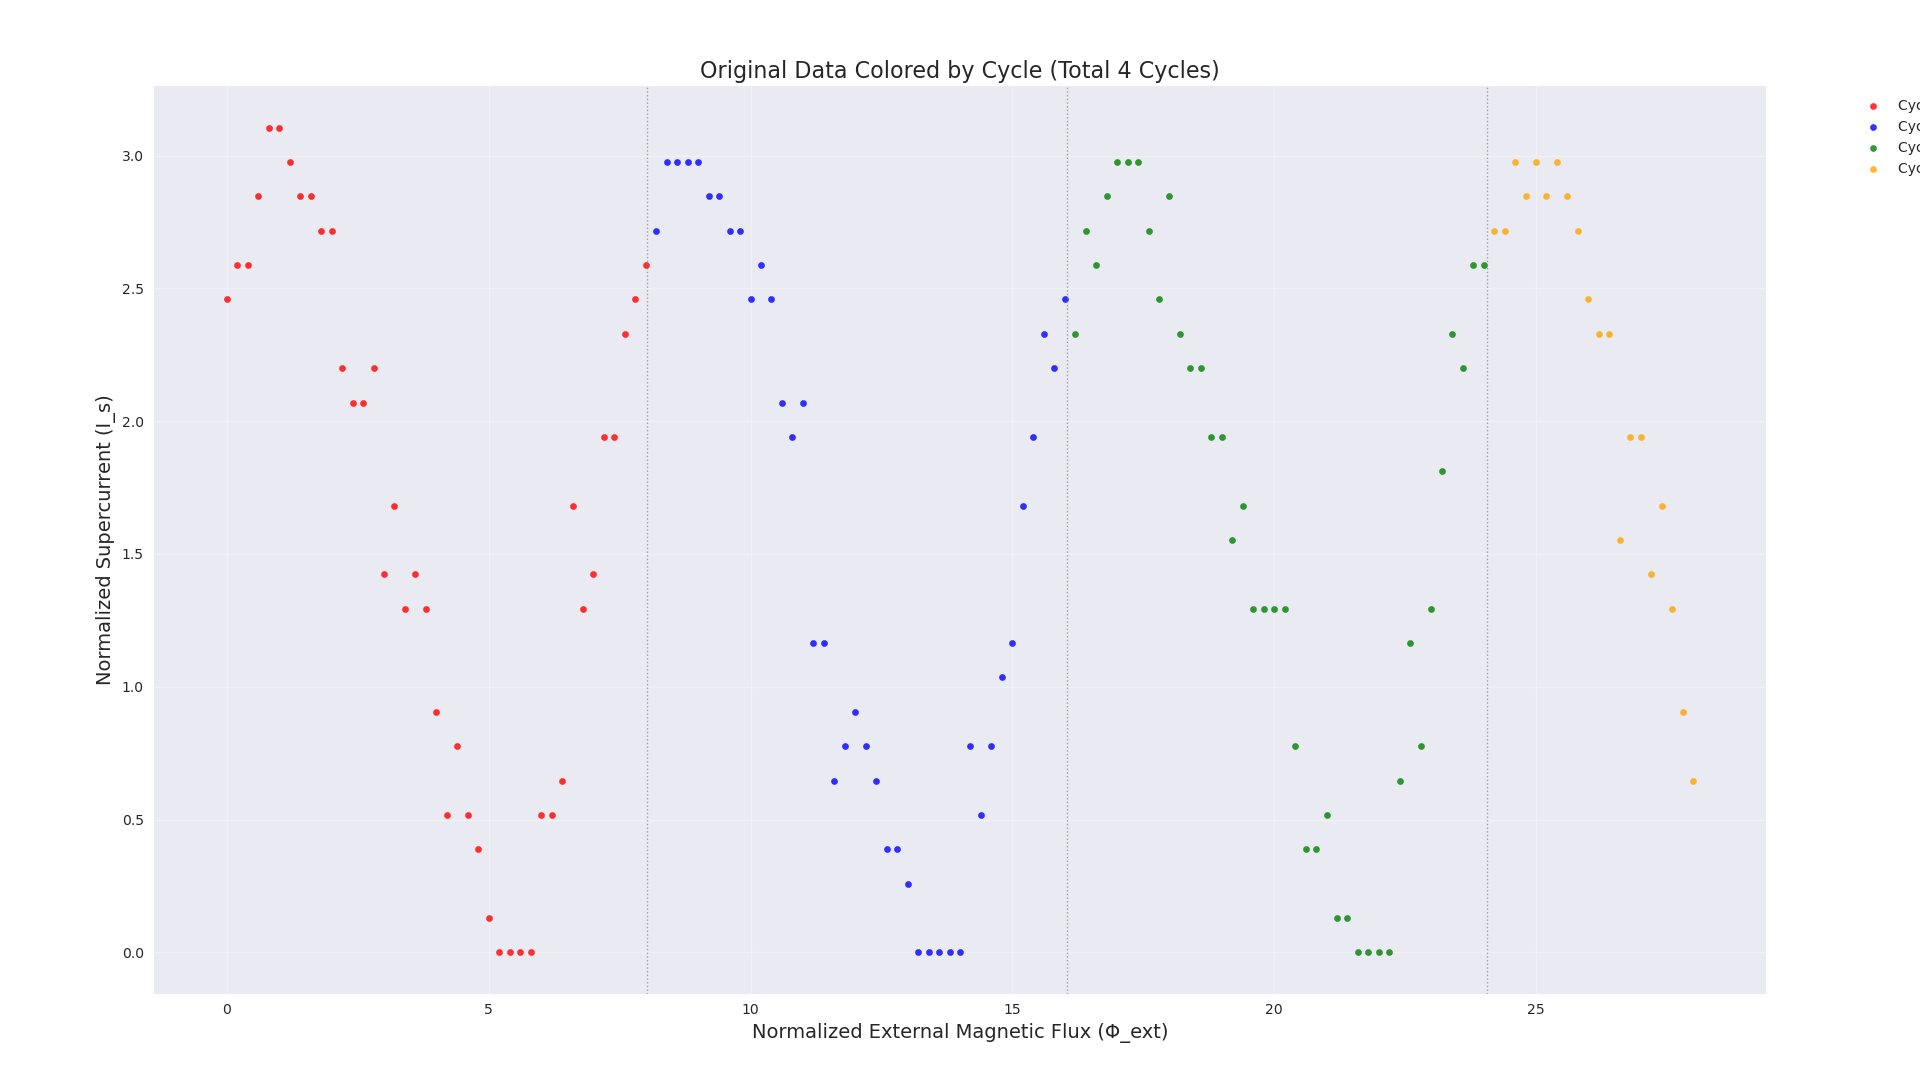 Original Data Colored by Cycle (Total 4 Cycles)
Cyc
Cyc
Cyc
Cyc
Normalized Supercurrent (I_s)
3.0
2.5
2.0
1.5
1.0
0.5
0.0
0 5 10 15 20 25
Normalized External Magnetic Flux (Φ_ext)